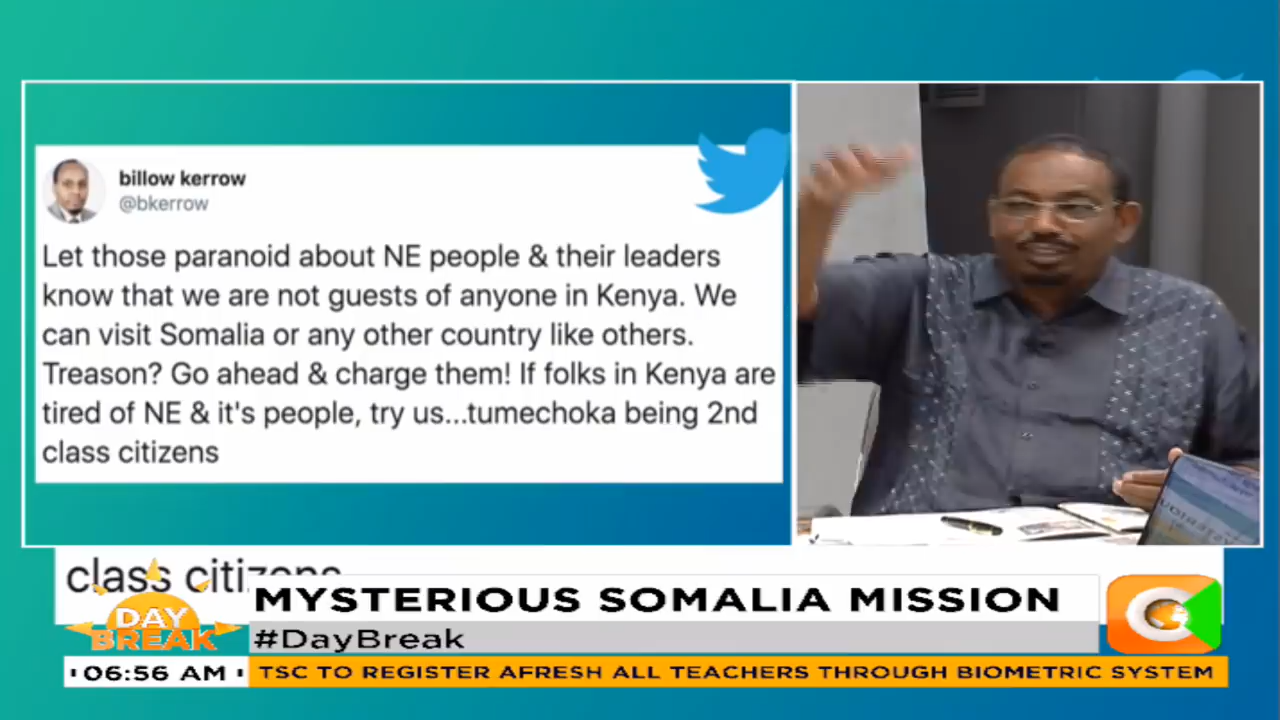 billow kerrow
@bkerrow
Let those paranoid about NE people & their leaders
know that we are not guests of anyone in Kenya. We
can visit Somalia or any other country like others.
Treason? Go ahead & charge them! If folks in Kenya are
tired of NE & it's people, try us...tumechoka being 2nd
class citizens
class citizens
DAY
BREAK
MYSTERIOUS SOMALIA MISSION
#DayBreak
06:56 AM
TSC TO REGISTER AFRESH ALL TEACHERS THROUGH BIOMETRIC SYSTEM